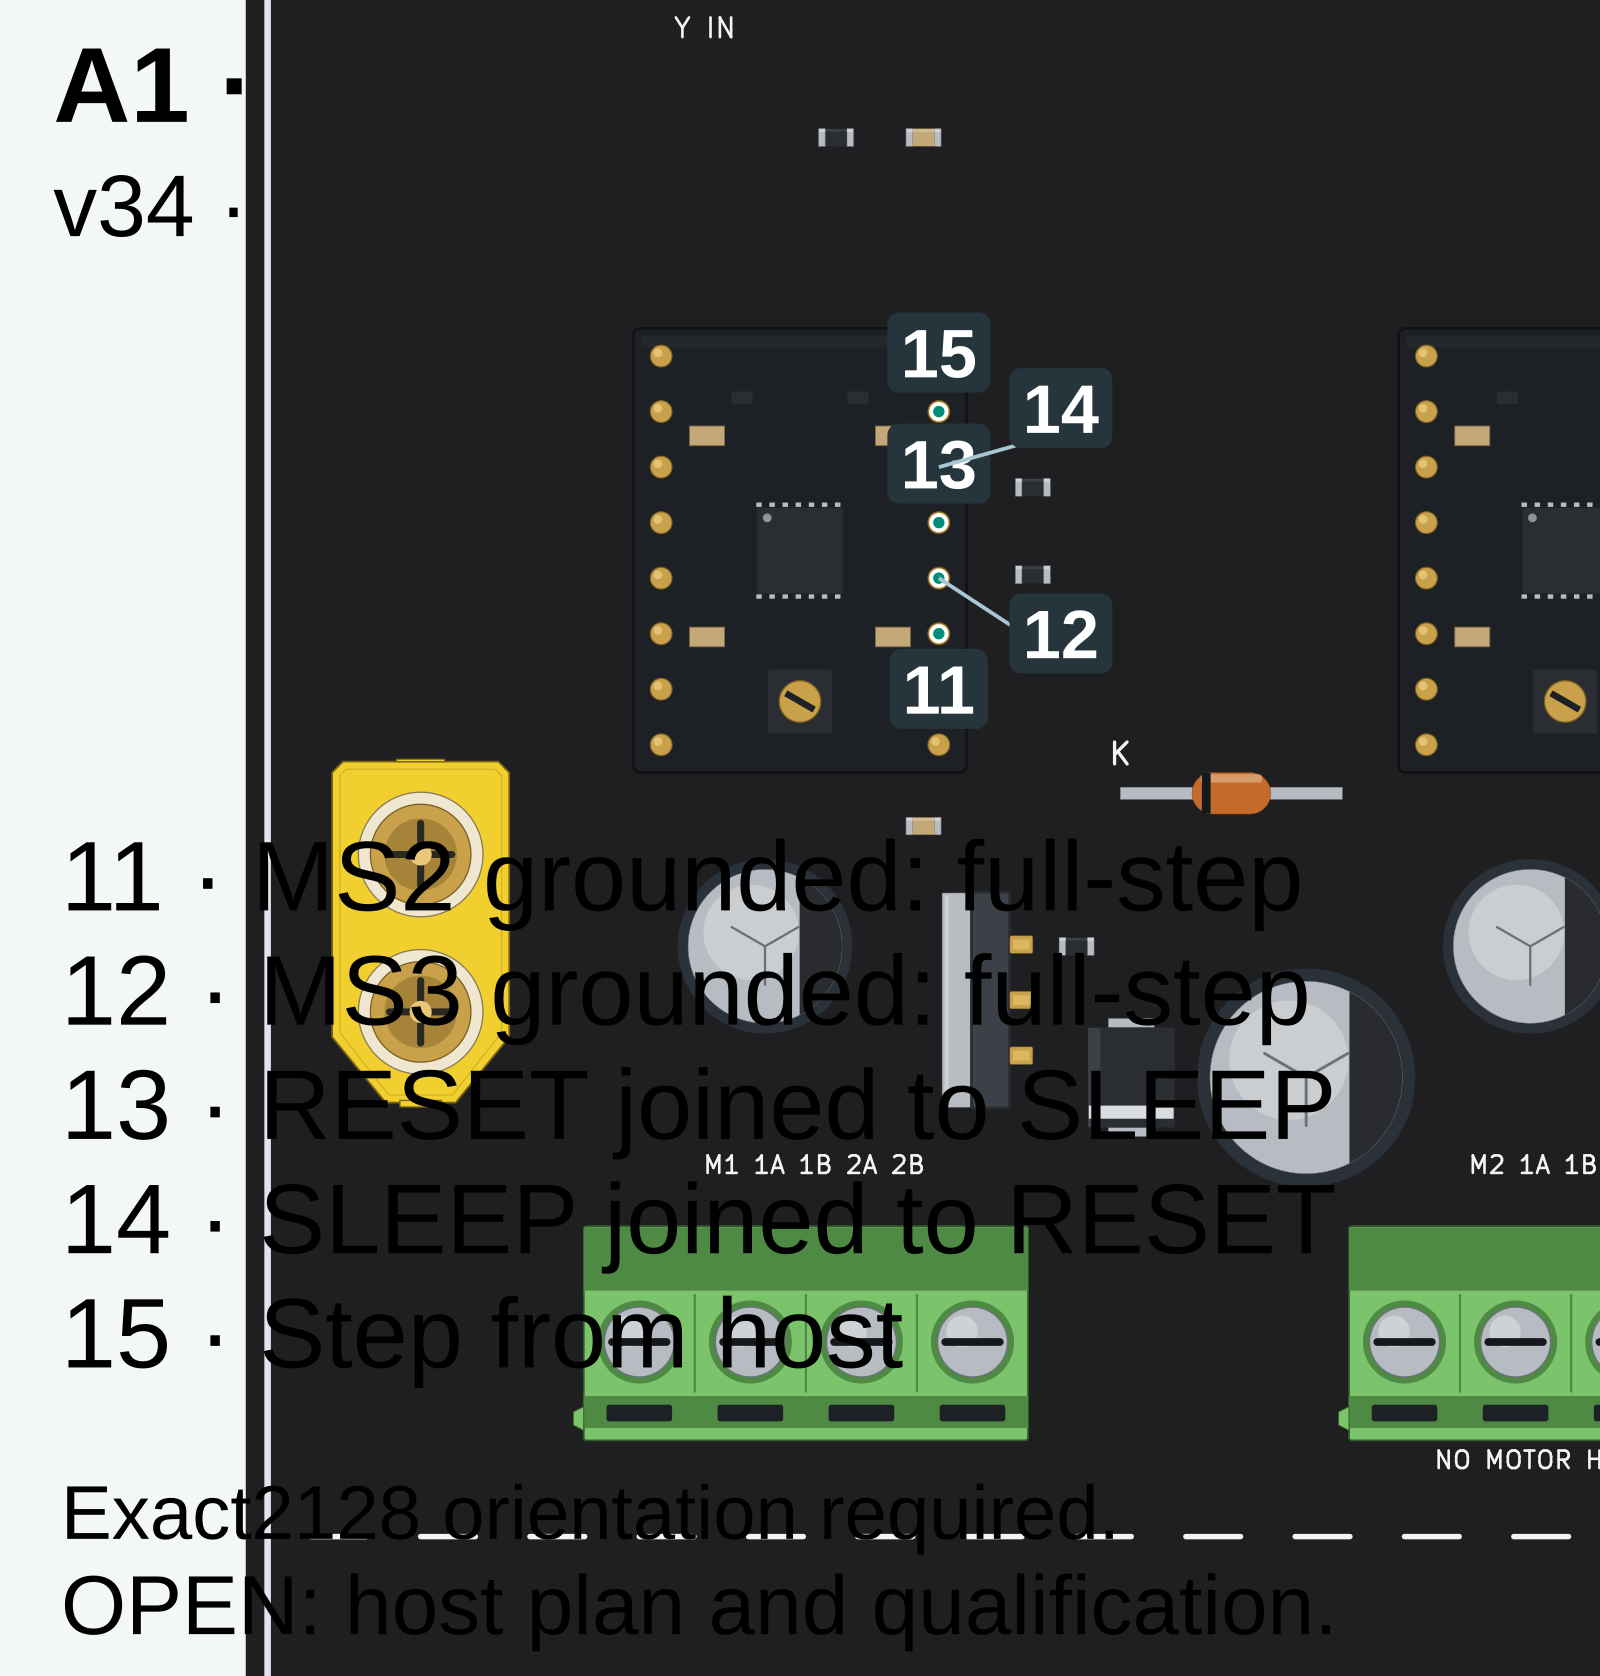 Y IN
A1 ·
v34 ·
15
14
13
12
11
K
11 · MS2 grounded: full-step
12 · MS3 grounded: full-step
13 · RESET joined to SLEEP
M1 1A 1B 2A 2B
M2 1A 1B
14 · SLEEP joined to RESET
15 · Step from host
NO MOTOR H
Exact2128 orientation required.
OPEN: host plan and qualification.